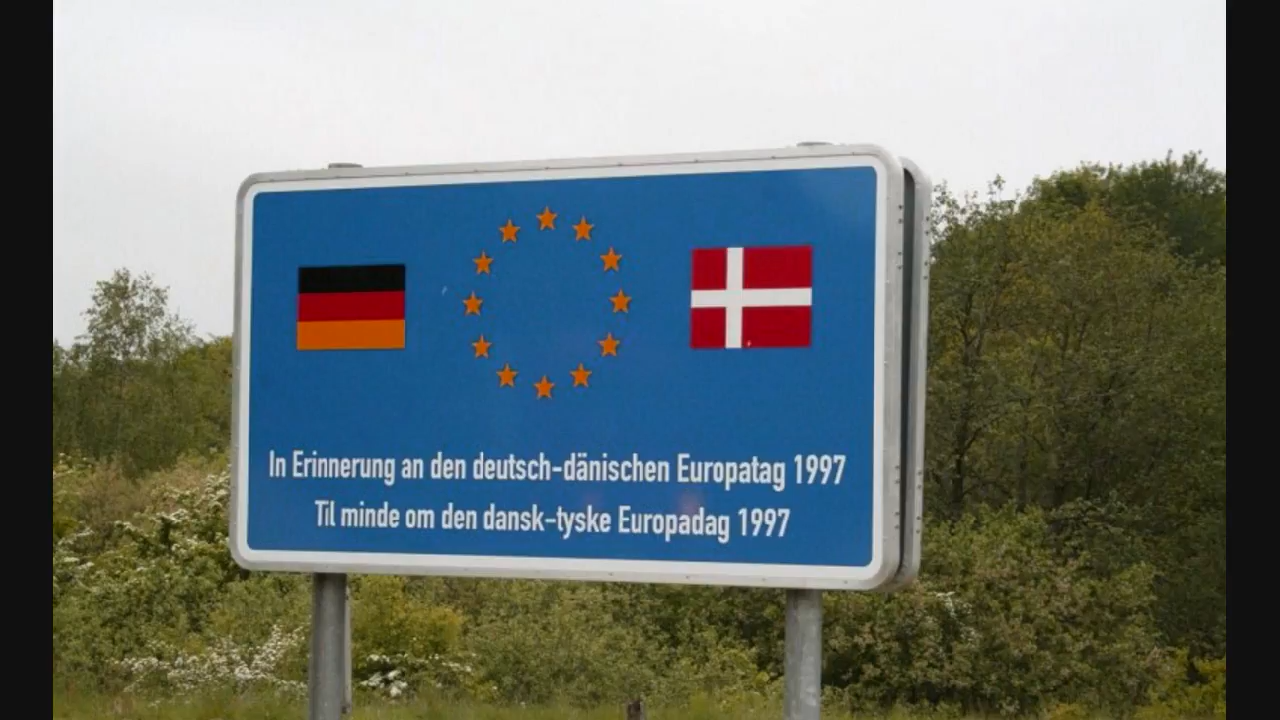 In Erinnerung an den deutsch-dänischen Europatag 1997
Til minde om den dansk-tyske Europadag 1997